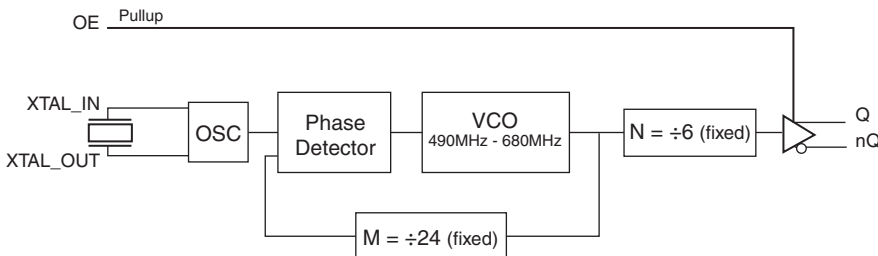 OE Pullup
XTAL_IN
XTAL_OUT
OSC
Phase
Detector
VCO
490MHz - 680MHz
N = ÷6 (fixed)
Q
nQ
M = ÷24 (fixed)